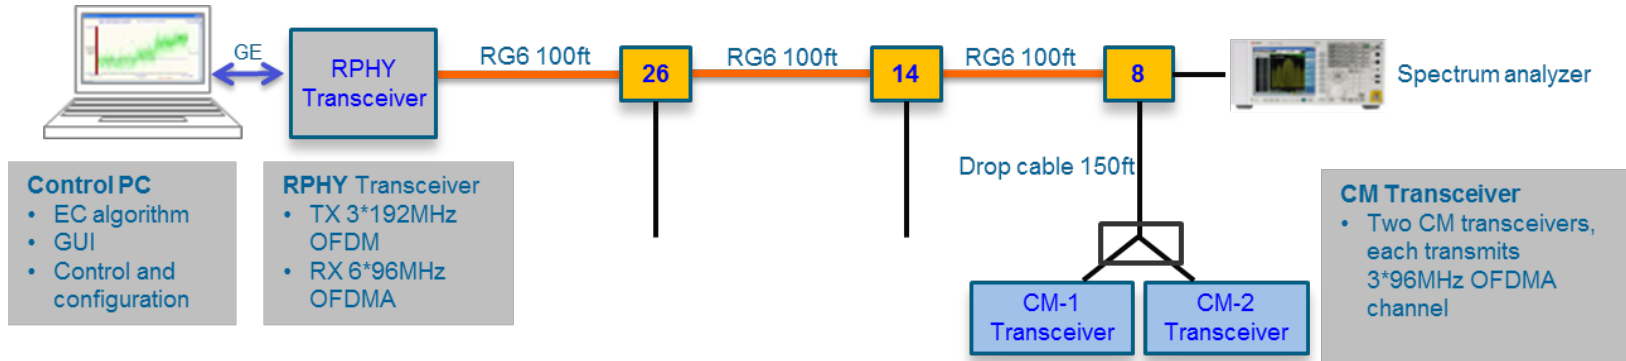 GE
RPHY
Transceiver
RG6 100ft
26
RG6 100ft
14
RG6 100ft
8
Spectrum analyzer
Drop cable 150ft
Control PC
• EC algorithm
• GUI
• Control and
configuration
RPHY Transceiver
• TX 3*192MHz
OFDM
• RX 6*96MHz
OFDMA
CM-1
Transceiver
CM-2
Transceiver
CM Transceiver
• Two CM transceivers,
each transmits
3*96MHz OFDMA
channel